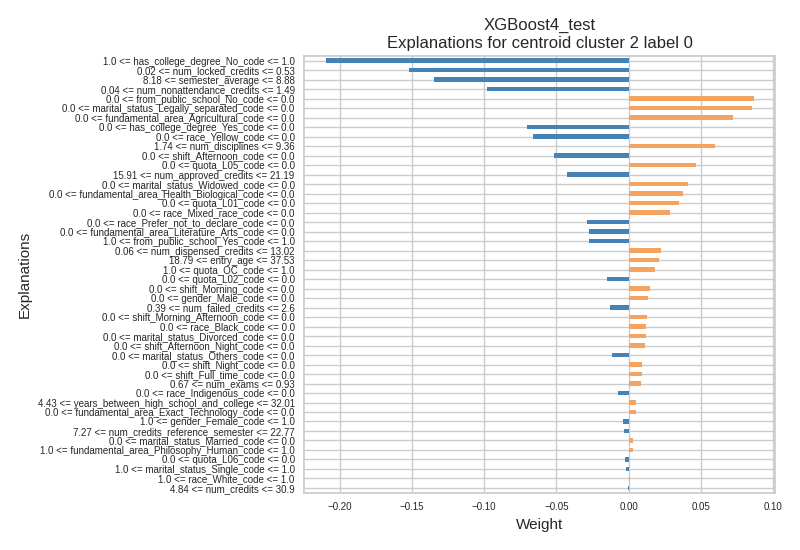 XGBoost4_test
Explanations for centroid cluster 2 label 0
1.0 <= has_college_degree_No_code <= 1.0
0.02 <= num_locked_credits <= 0.53
8.18 <= semester_average <= 8.88
0.04 <= num_nonattendance_credits <= 1.49
0.0 <= from_public_school_No_code <= 0.0
0.0 <= marital_status_Legally_separated_code <= 0.0
0.0 <= fundamental_area_Agricultural_code <= 0.0
0.0 <= has_college_degree_Yes_code <= 0.0
0.0 <= race_Yellow_code <= 0.0
1.74 <= num_disciplines <= 9.36
0.0 <= shift_Afternoon_code <= 0.0
0.0 <= quota_L05_code <= 0.0
15.91 <= num_approved_credits <= 21.19
0.0 <= marital_status_Widowed_code <= 0.0
0.0 <= fundamental_area_Health_Biological_code <= 0.0
0.0 <= quota_L01_code <= 0.0
0.0 <= race_Mixed_race_code <= 0.0
0.0 <= race_Prefer_not_to_declare_code <= 0.0
0.0 <= fundamental_area_Literature_Arts_code <= 0.0
1.0 <= from_public_school_Yes_code <= 1.0
0.06 <= num_dispensed_credits <= 13.02
18.79 <= entry_age <= 37.53
1.0 <= quota_OC_code <= 1.0
0.0 <= quota_L02_code <= 0.0
0.0 <= shift_Morning_code <= 0.0
0.0 <= gender_Male_code <= 0.0
0.39 <= num_failed_credits <= 2.6
0.0 <= shift_Morning_Afternoon_code <= 0.0
0.0 <= race_Black_code <= 0.0
0.0 <= marital_status_Divorced_code <= 0.0
0.0 <= shift_Afternoon_Night_code <= 0.0
0.0 <= marital_status_Others_code <= 0.0
0.0 <= shift_Night_code <= 0.0
0.0 <= shift_Full_time_code <= 0.0
0.67 <= num_exams <= 0.93
0.0 <= race_Indigenous_code <= 0.0
4.43 <= years_between_high_school_and_college <= 32.01
0.0 <= fundamental_area_Exact_Technology_code <= 0.0
1.0 <= gender_Female_code <= 1.0
7.27 <= num_credits_reference_semester <= 22.77
0.0 <= marital_status_Married_code <= 0.0
1.0 <= fundamental_area_Philosophy_Human_code <= 1.0
0.0 <= quota_L06_code <= 0.0
1.0 <= marital_status_Single_code <= 1.0
1.0 <= race_White_code <= 1.0
4.84 <= num_credits <= 30.9
Explanations
−0.20 −0.15 −0.10 −0.05 0.00 0.05 0.10
Weight